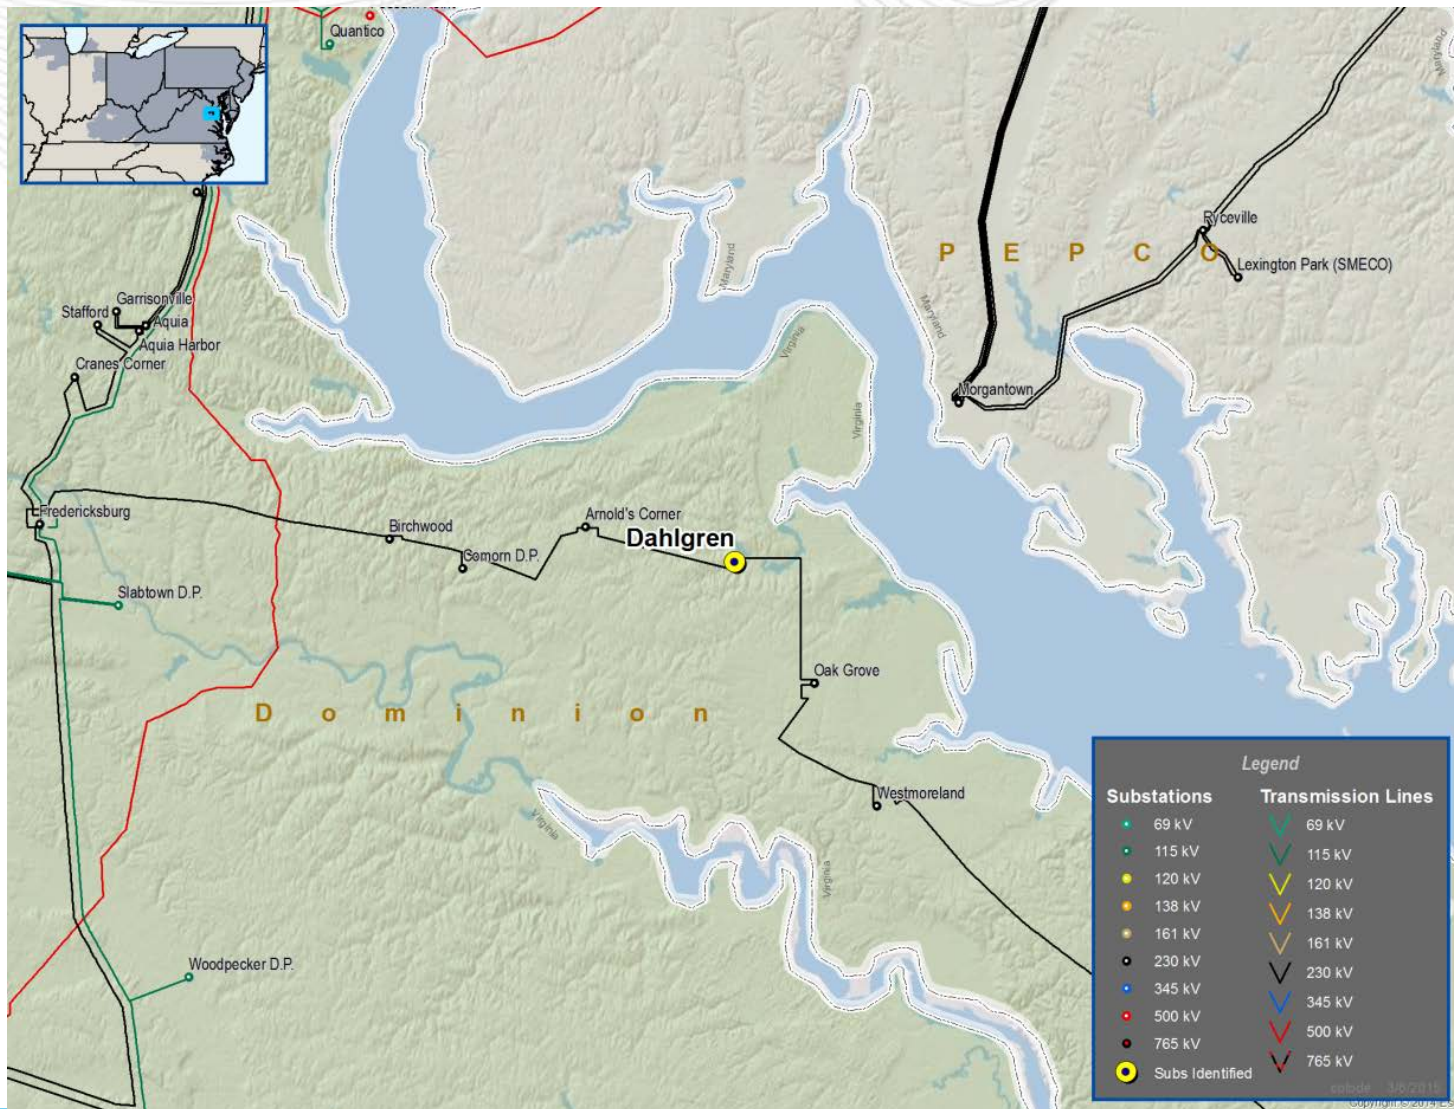 Quantico
Maryland
Ryceville
P E P C O
Lexington Park (SMECO)
Maryland
Maryland
Garrisonville
Stafford
Aquia
Aquia Harbor
Virginia
Cranes Corner
Morgantown
Virginia
Fredericksburg
Arnold's Corner
Birchwood
Dahlgren
Comorn D.P.
Slabtown D.P.
Oak Grove
D o m i n i o n
Westmoreland
Virginia
Virginia
Woodpecker D.P.
Legend
Substations Transmission Lines
69 kV 69 kV
115 kV 115 kV
120 kV 120 kV
138 kV 138 kV
161 kV 161 kV
230 kV 230 kV
345 kV 345 kV
500 kV 500 kV
765 kV 765 kV
Subs Identified